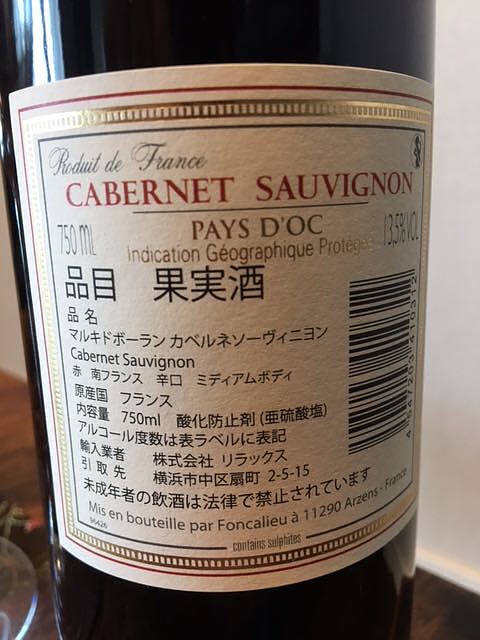 Produit de France
CABERNET SAUVIGNON
PAYS D'OC
750 mL
13,5% VOL
Indication Géographique Protégée
品目 果実酒
品名
マルキドボーラン カベルネソーヴィニヨン
Cabernet Sauvignon
赤 南フランス 辛口 ミディアムボディ
原産国 フランス
内容量 750ml 酸化防止剤 (亜硫酸塩)
アルコール度数は表ラベルに表記
輸入業者 株式会社 リラックス
引取先 横浜市中区扇町 2-5-15
未成年者の飲酒は法律で禁止されています
Mis en bouteille par Foncalieu à 11290 Arzens - France
96426
contains sulphites
4 547203 410312